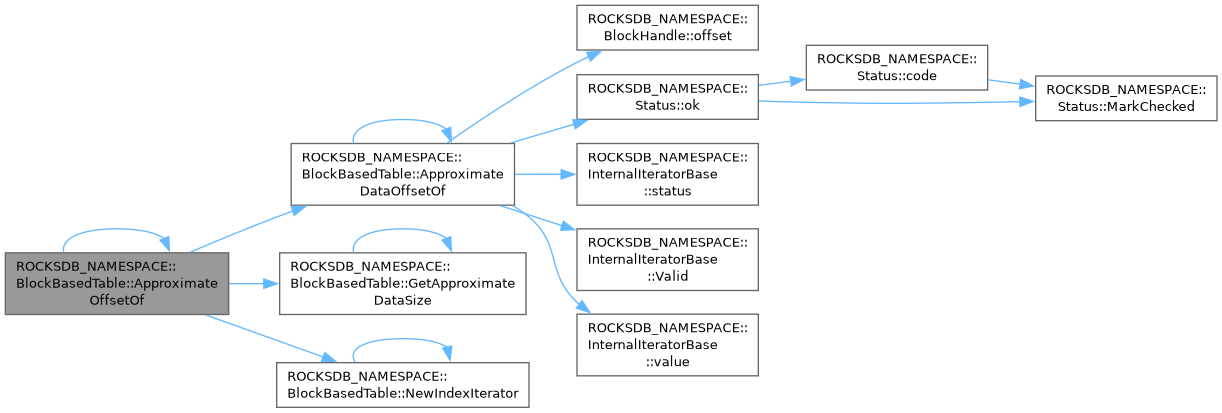 ROCKSDB_NAMESPACE::
BlockBasedTable::Approximate
OffsetOf
ROCKSDB_NAMESPACE::
BlockBasedTable::Approximate
DataOffsetOf
ROCKSDB_NAMESPACE::
BlockHandle::offset
ROCKSDB_NAMESPACE::
Status::ok
ROCKSDB_NAMESPACE::
Status::code
ROCKSDB_NAMESPACE::
Status::MarkChecked
ROCKSDB_NAMESPACE::
InternalIteratorBase
::status
ROCKSDB_NAMESPACE::
InternalIteratorBase
::Valid
ROCKSDB_NAMESPACE::
InternalIteratorBase
::value
ROCKSDB_NAMESPACE::
BlockBasedTable::GetApproximate
DataSize
ROCKSDB_NAMESPACE::
BlockBasedTable::NewIndexIterator